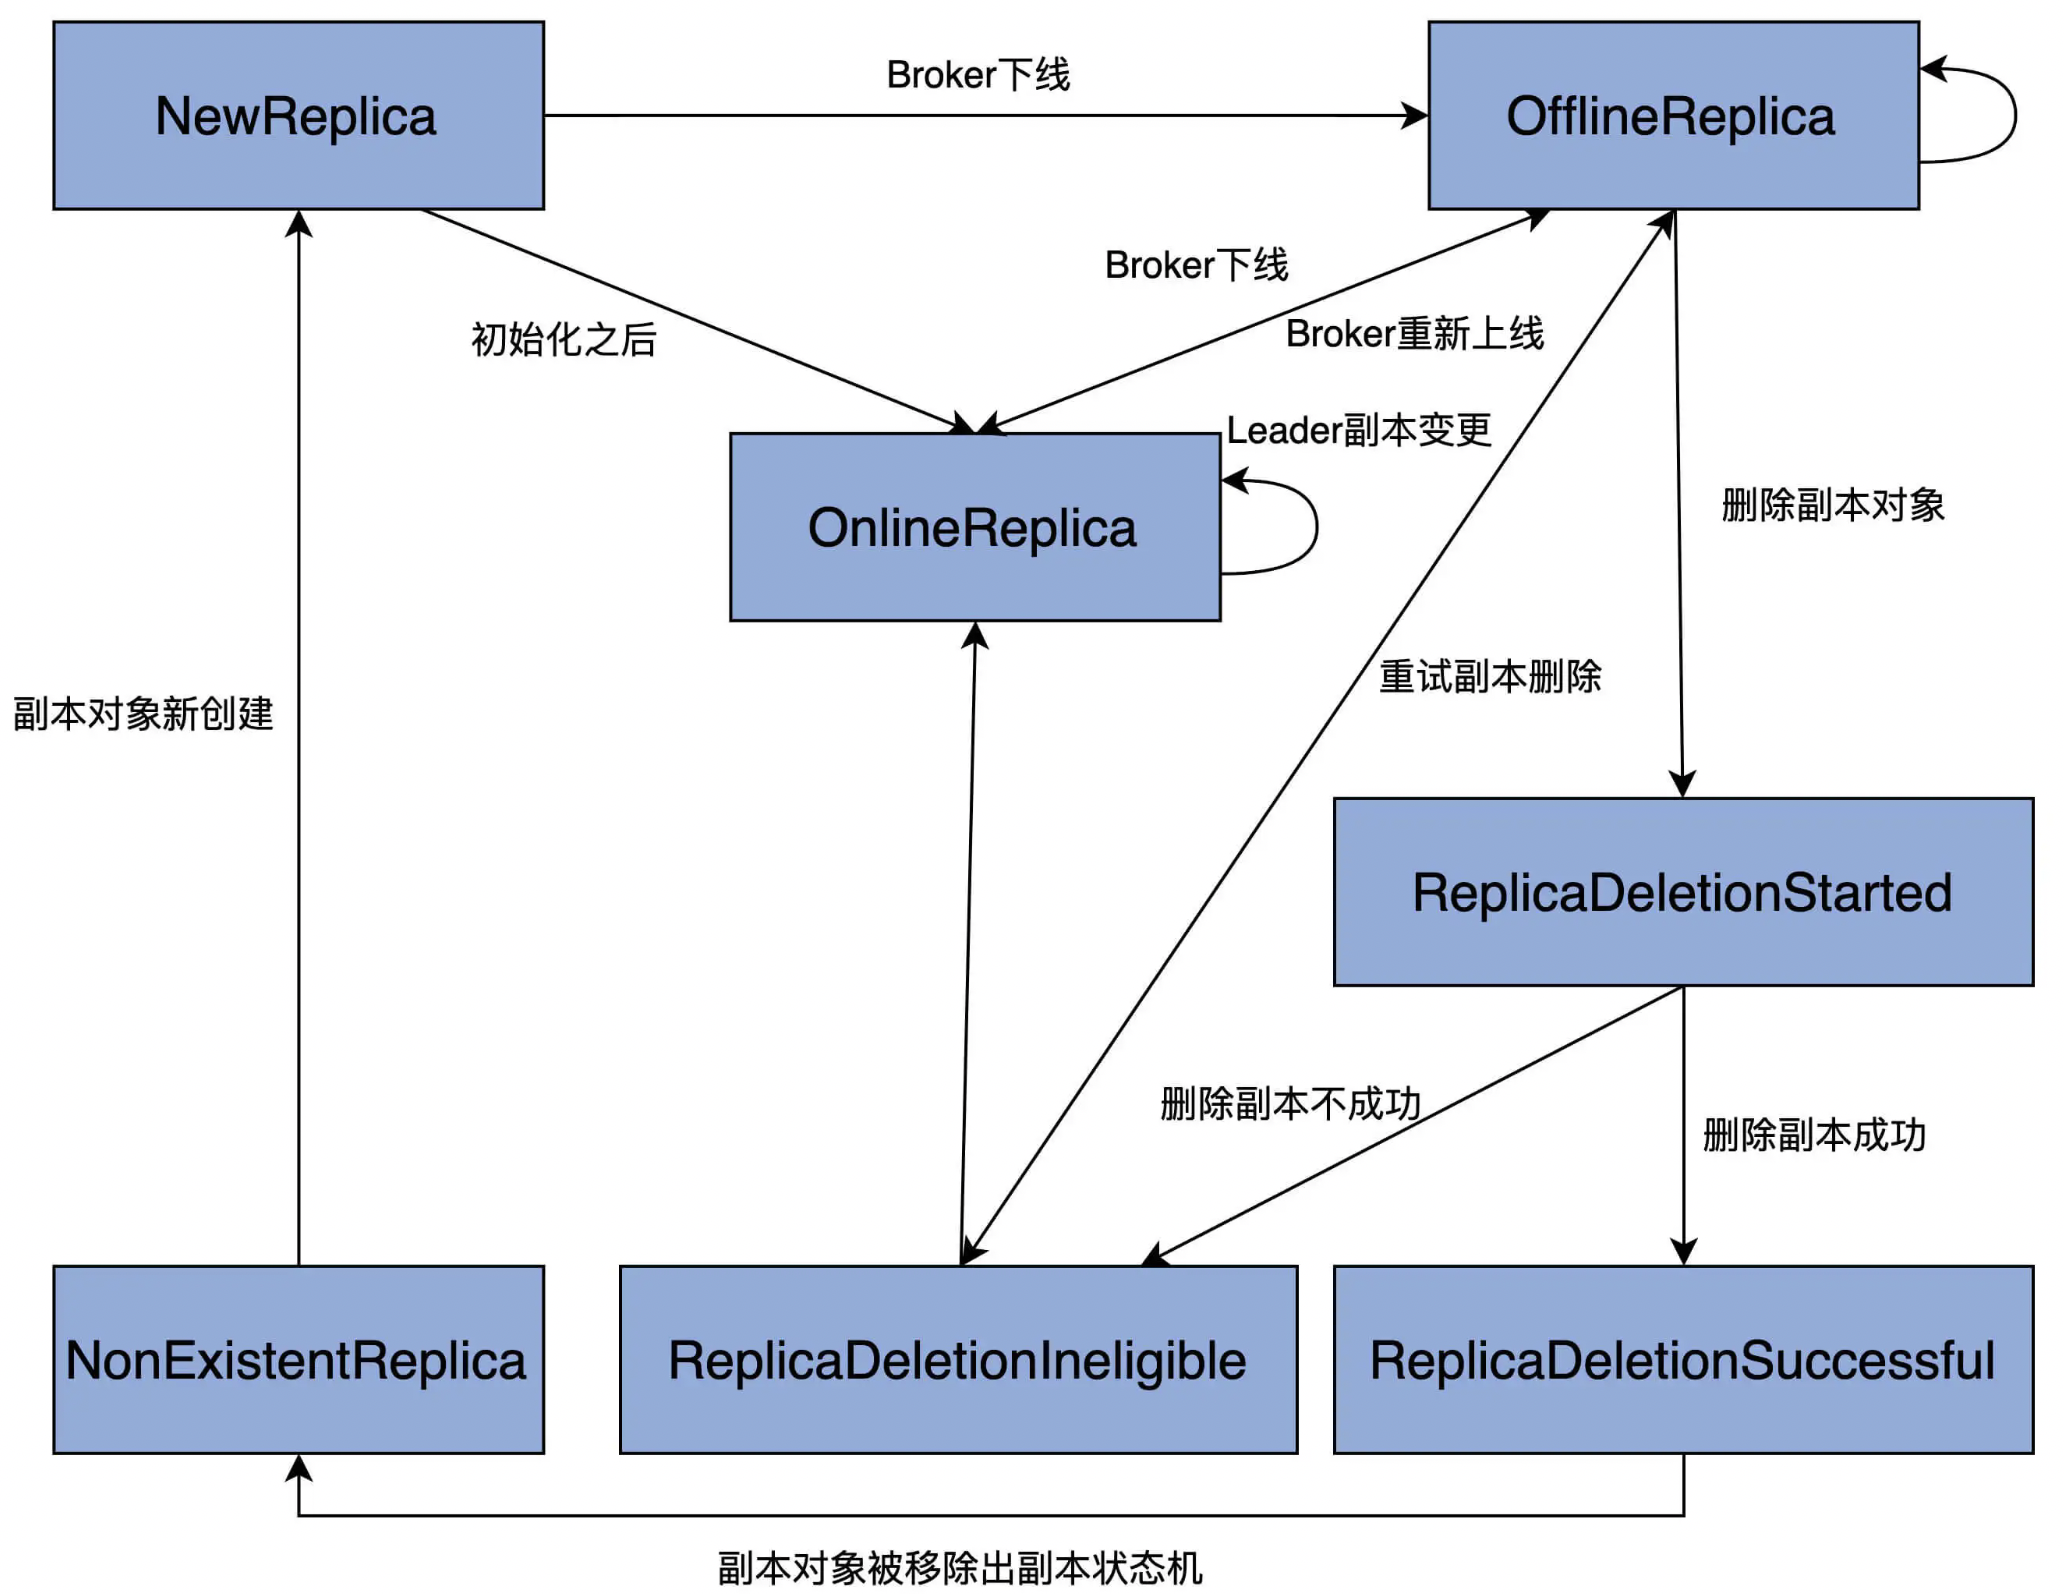 NewReplica
Broker下线
OfflineReplica
Broker下线
初始化之后
Broker重新上线
Leader副本变更
OnlineReplica
删除副本对象
重试副本删除
副本对象新创建
ReplicaDeletionStarted
删除副本不成功
删除副本成功
NonExistentReplica
ReplicaDeletionIneligible
ReplicaDeletionSuccessful
副本对象被移除出副本状态机